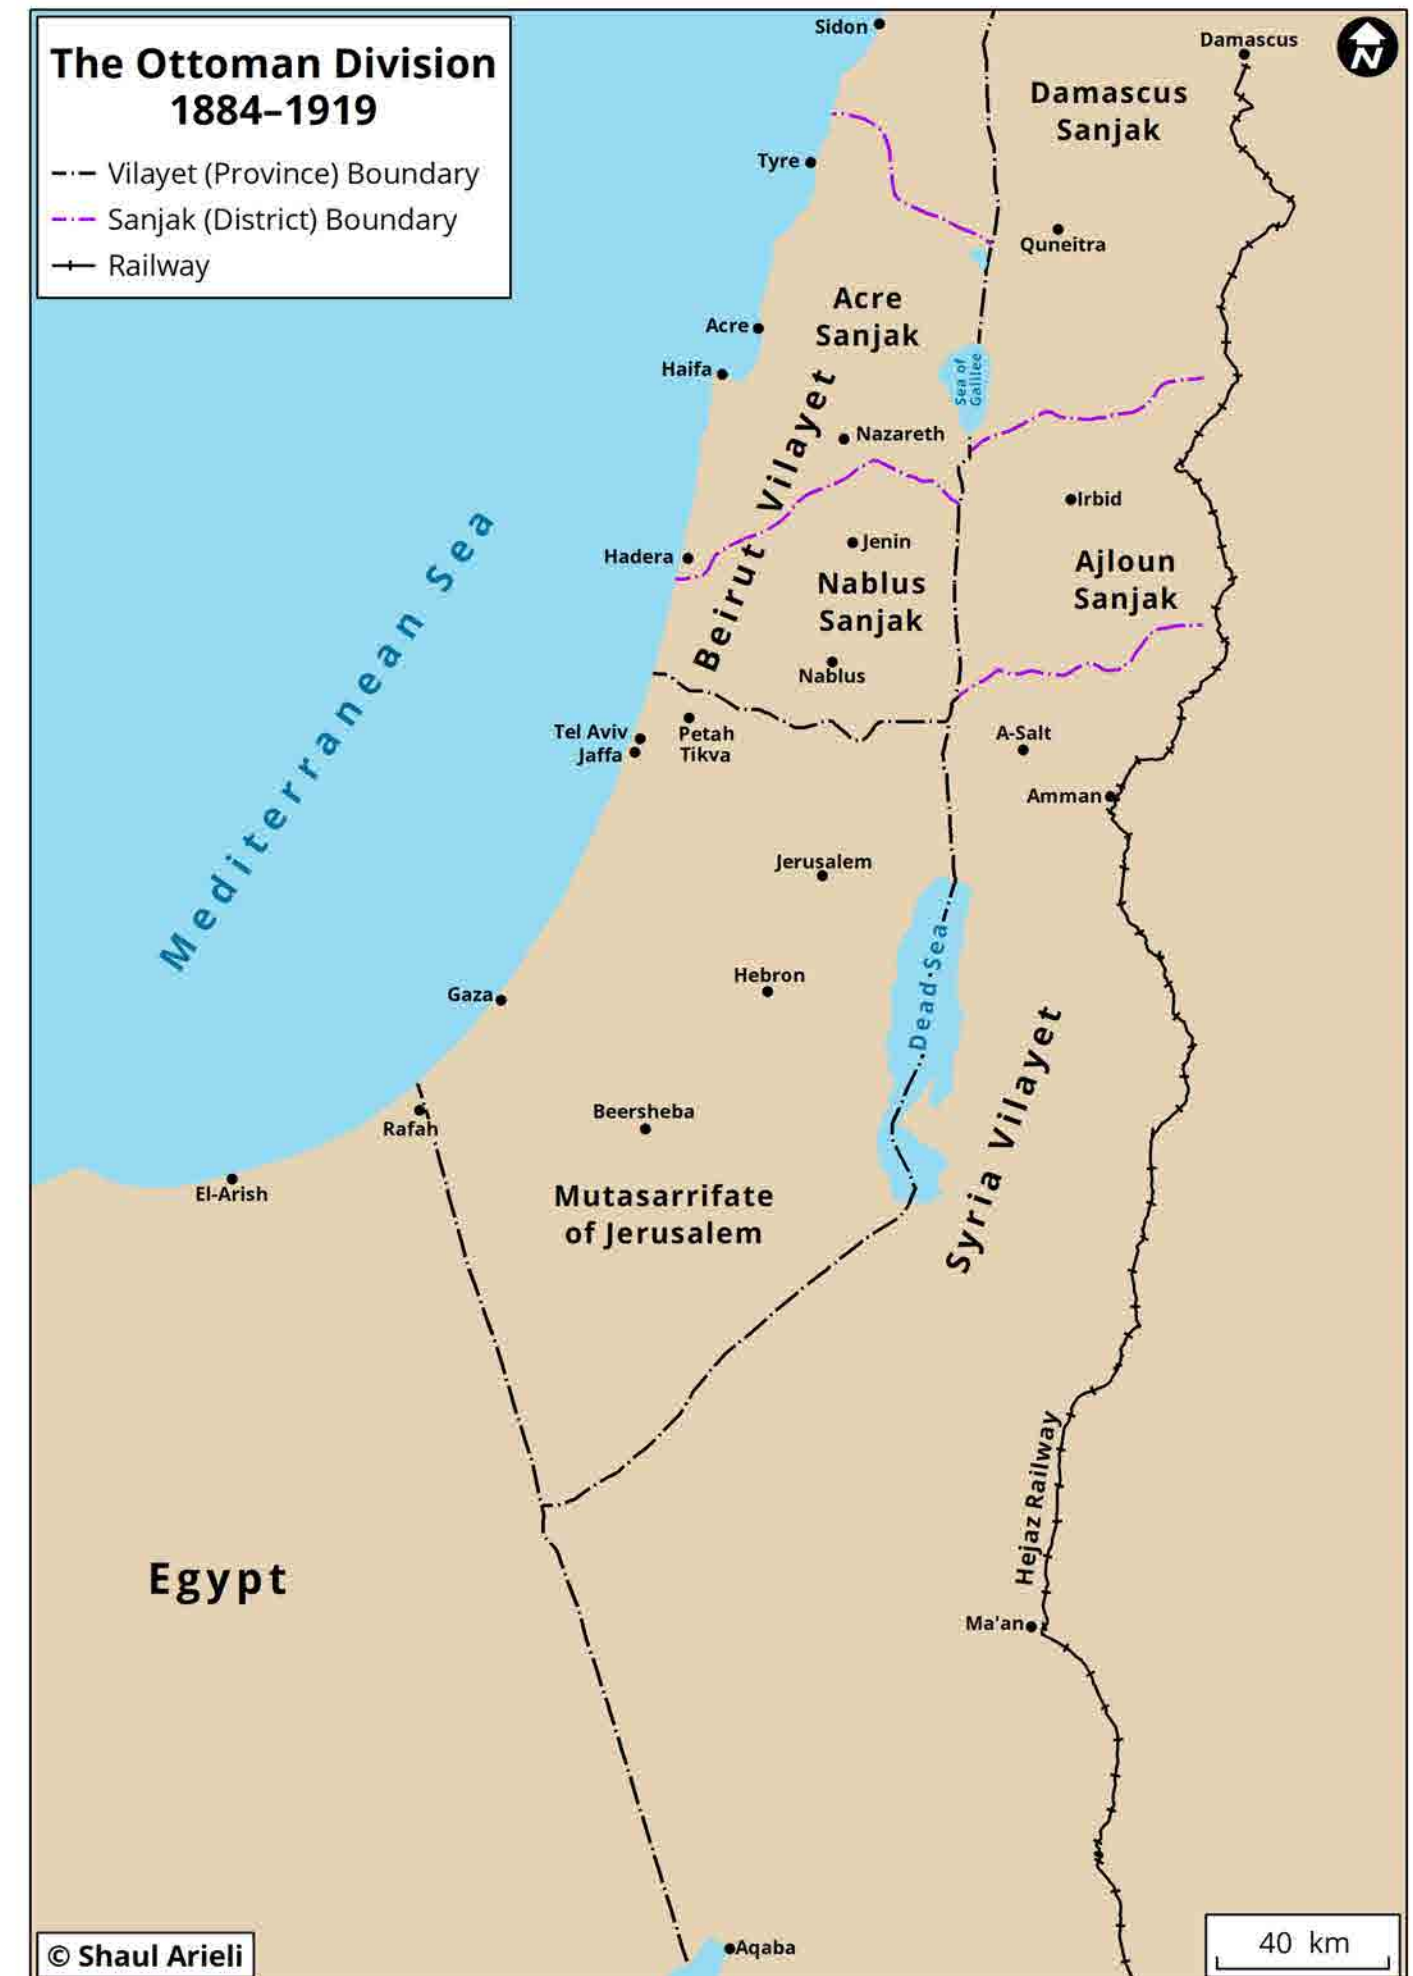 The Ottoman Division
1884–1919
Vilayet (Province) Boundary
Sanjak (District) Boundary
Railway
N
Sidon
Damascus
Damascus
Sanjak
Tyre
Quneitra
Acre
Sanjak
Acre
Haifa
Sea of
Galilee
Nazareth
Beirut Vilayet
Irbid
Hadera
Jenin
Nablus
Sanjak
Ajloun
Sanjak
Nablus
Mediterranean Sea
Tel Aviv
Jaffa
Petah
Tikva
A-Salt
Amman
Jerusalem
Dead Sea
Hebron
Gaza
Syria Vilayet
Rafah
Beersheba
El-Arish
Mutasarrifate
of Jerusalem
Hejaz Railway
Egypt
Ma'an
Aqaba
© Shaul Arieli
40 km